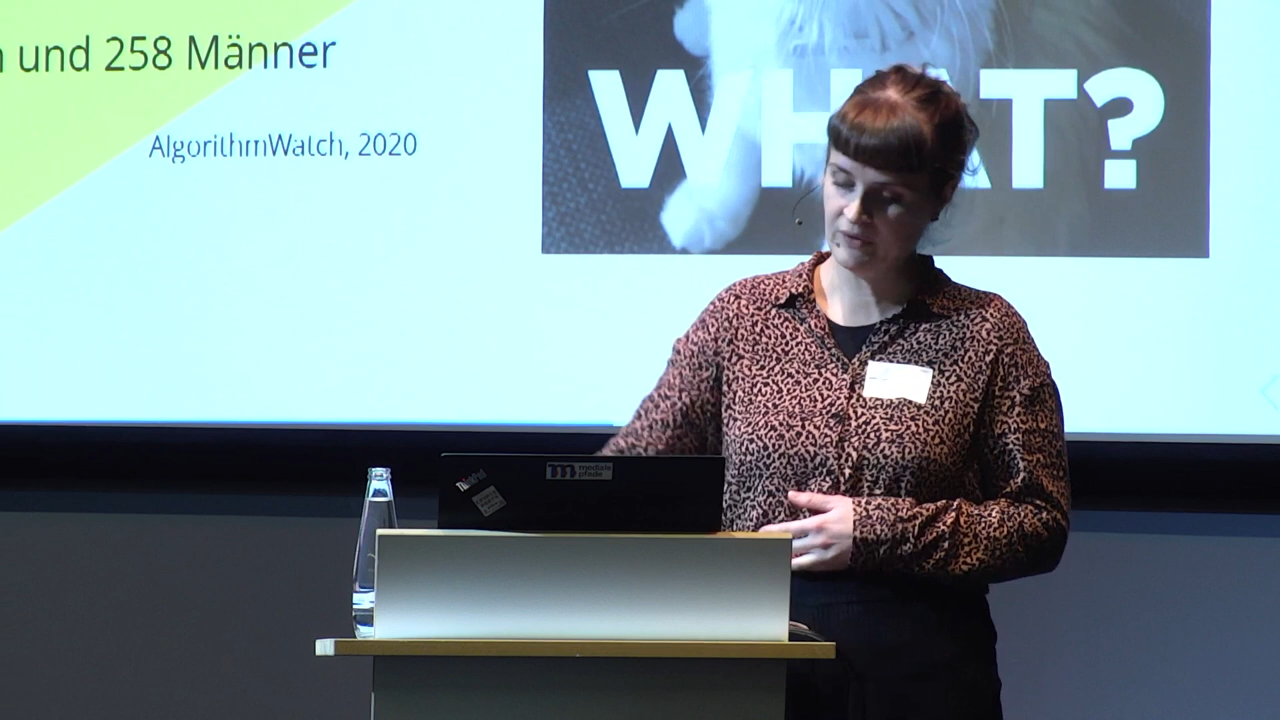 und 258 Männer
AlgorithmWatch, 2020
WHAT?
ThinkPad
mediale
pfade